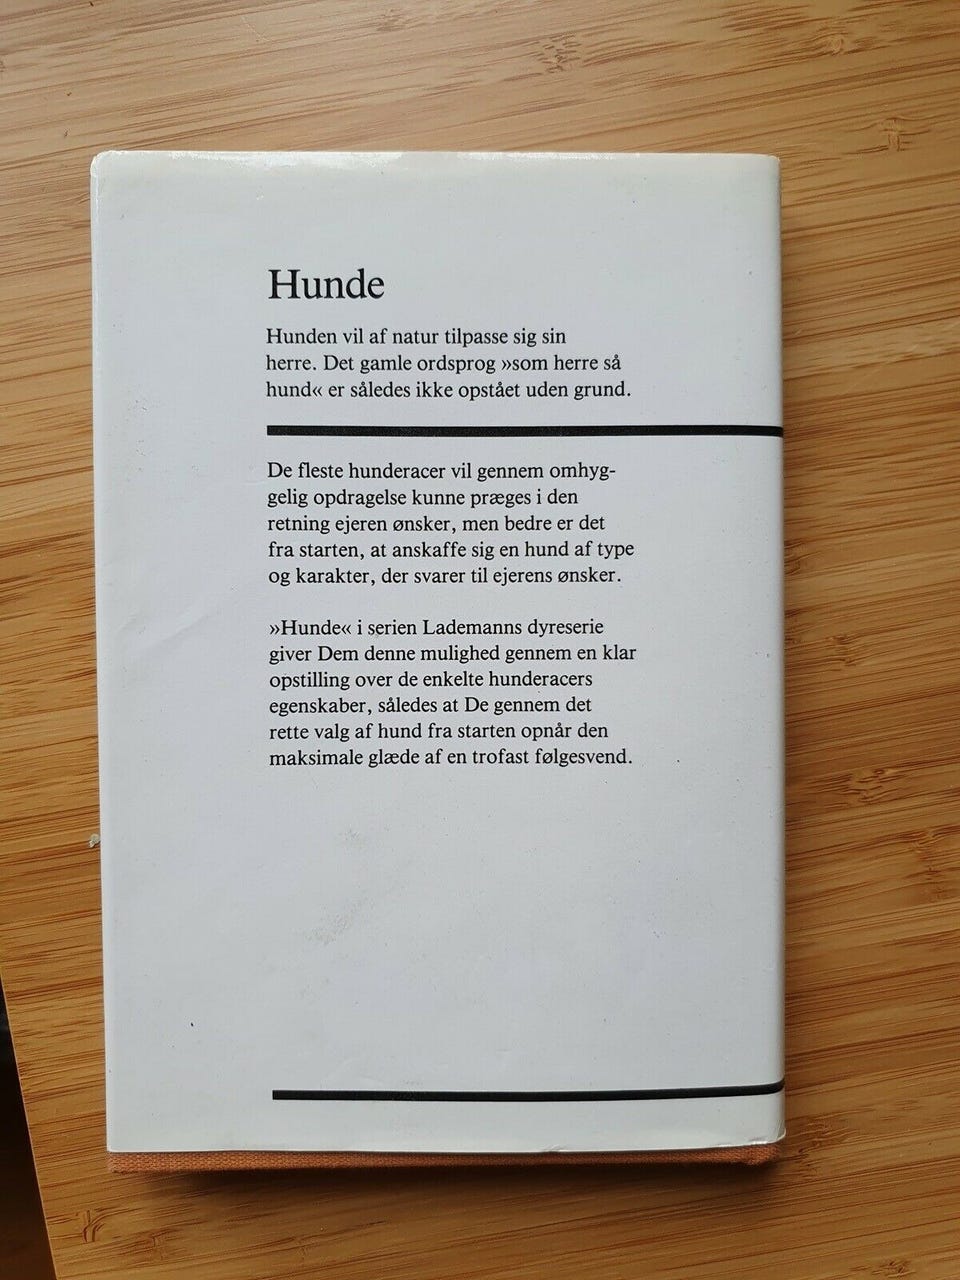 Hunde
Hunden vil af natur tilpasse sig sin
herre. Det gamle ordsprog »som herre så
hund« er således ikke opstået uden grund.
De fleste hunderacer vil gennem omhyg-
gelig opdragelse kunne præges i den
retning ejeren ønsker, men bedre er det
fra starten, at anskaffe sig en hund af type
og karakter, der svarer til ejerens ønsker.
»Hunde« i serien Lademanns dyreserie
giver Dem denne mulighed gennem en klar
opstilling over de enkelte hunderacers
egenskaber, således at De gennem det
rette valg af hund fra starten opnår den
maksimale glæde af en trofast følgesvend.